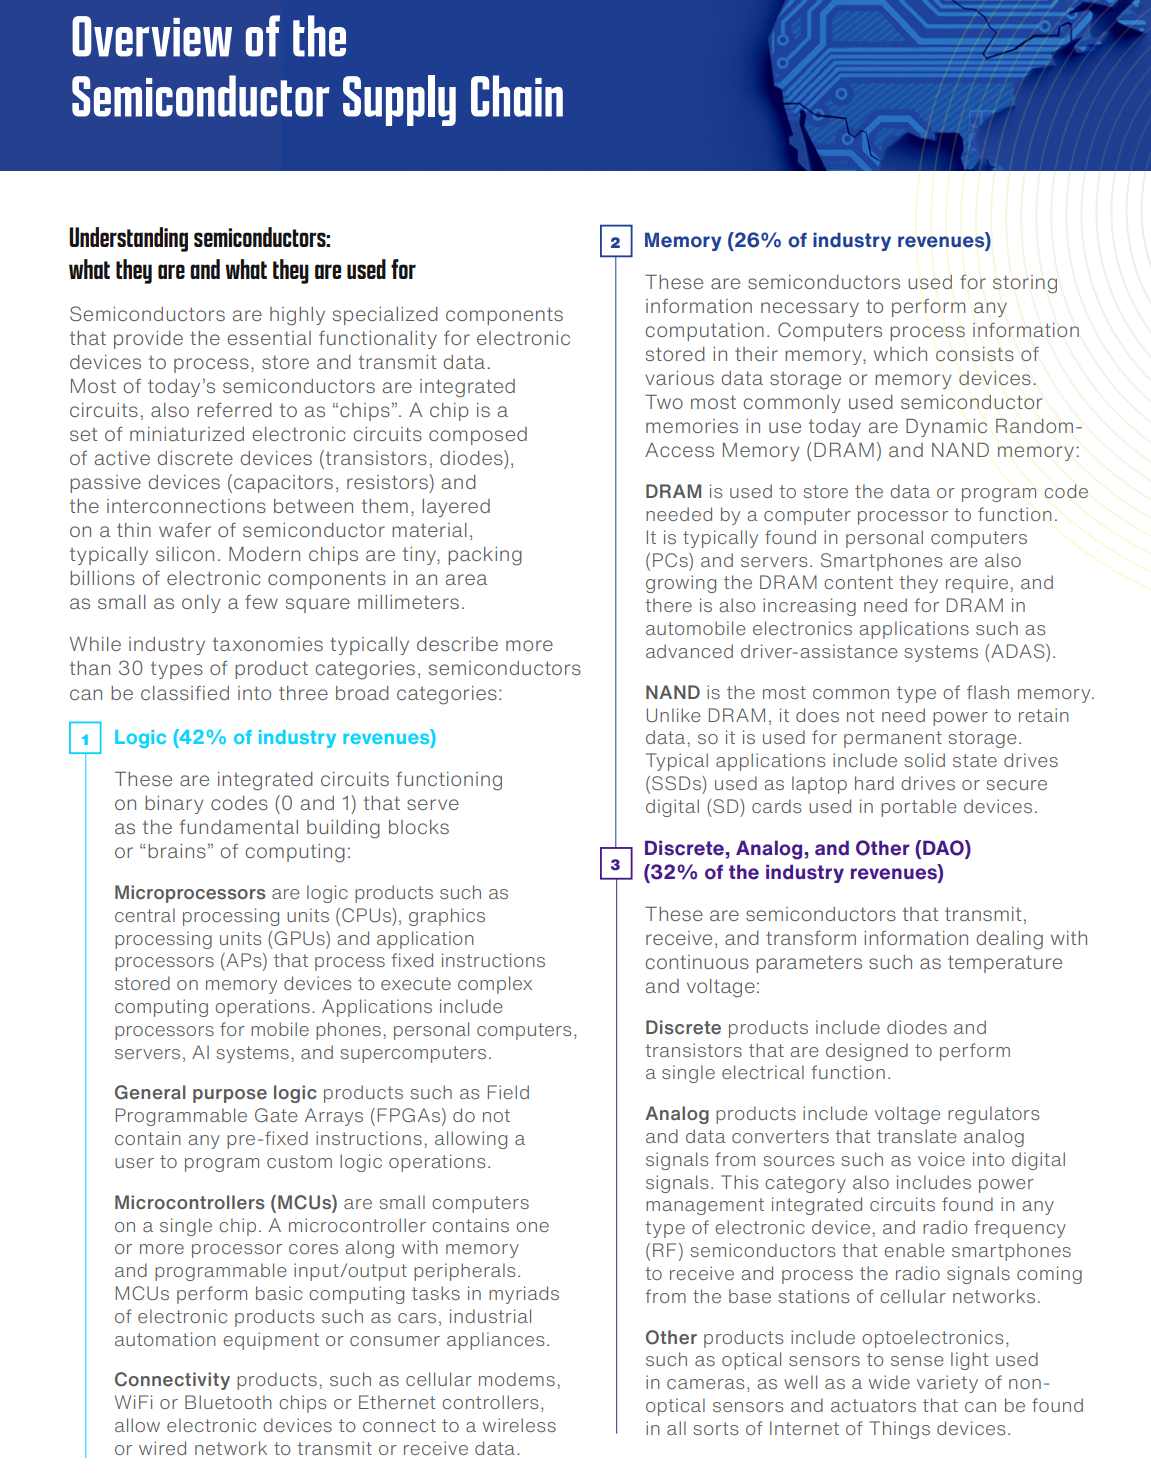 Overview of the
Semiconductor Supply Chain
Understanding semiconductors:
what they are and what they are used for
Semiconductors are highly specialized components
that provide the essential functionality for electronic
devices to process, store and transmit data.
Most of today's semiconductors are integrated
circuits, also referred to as "chips". A chip is a
set of miniaturized electronic circuits composed
of active discrete devices (transistors, diodes),
passive devices (capacitors, resistors) and
the interconnections between them, layered
on a thin wafer of semiconductor material,
typically silicon. Modern chips are tiny, packing
billions of electronic components in an area
as small as only a few square millimeters.
While industry taxonomies typically describe more
than 30 types of product categories, semiconductors
can be classified into three broad categories:
1 Logic (42% of industry revenues)
These are integrated circuits functioning
on binary codes (0 and 1) that serve
as the fundamental building blocks
or "brains" of computing:
Microprocessors are logic products such as
central processing units (CPUs), graphics
processing units (GPUs) and application
processors (APs) that process fixed instructions
stored on memory devices to execute complex
computing operations. Applications include
processors for mobile phones, personal computers,
servers, AI systems, and supercomputers.
General purpose logic products such as Field
Programmable Gate Arrays (FPGAs) do not
contain any pre-fixed instructions, allowing a
user to program custom logic operations.
Microcontrollers (MCUs) are small computers
on a single chip. A microcontroller contains one
or more processor cores along with memory
and programmable input/output peripherals.
MCUs perform basic computing tasks in myriads
of electronic products such as cars, industrial
automation equipment or consumer appliances.
Connectivity products, such as cellular modems,
WiFi or Bluetooth chips or Ethernet controllers,
allow electronic devices to connect to a wireless
or wired network to transmit or receive data.
2 Memory (26% of industry revenues)
These are semiconductors used for storing
information necessary to perform any
computation. Computers process information
stored in their memory, which consists of
various data storage or memory devices.
Two most commonly used semiconductor
memories in use today are Dynamic Random-
Access Memory (DRAM) and NAND memory:
DRAM is used to store the data or program code
needed by a computer processor to function.
It is typically found in personal computers
(PCs) and servers. Smartphones are also
growing the DRAM content they require, and
there is also increasing need for DRAM in
automobile electronics applications such as
advanced driver-assistance systems (ADAS).
NAND is the most common type of flash memory.
Unlike DRAM, it does not need power to retain
data, so it is used for permanent storage.
Typical applications include solid state drives
(SSDs) used as laptop hard drives or secure
digital (SD) cards used in portable devices.
3 Discrete, Analog, and Other (DAO)
(32% of the industry revenues)
These are semiconductors that transmit,
receive, and transform information dealing with
continuous parameters such as temperature
and voltage:
Discrete products include diodes and
transistors that are designed to perform
a single electrical function.
Analog products include voltage regulators
and data converters that translate analog
signals from sources such as voice into digital
signals. This category also includes power
management integrated circuits found in any
type of electronic device, and radio frequency
(RF) semiconductors that enable smartphones
to receive and process the radio signals coming
from the base stations of cellular networks.
Other products include optoelectronics,
such as optical sensors to sense light used
in cameras, as well as a wide variety of non-
optical sensors and actuators that can be found
in all sorts of Internet of Things devices.